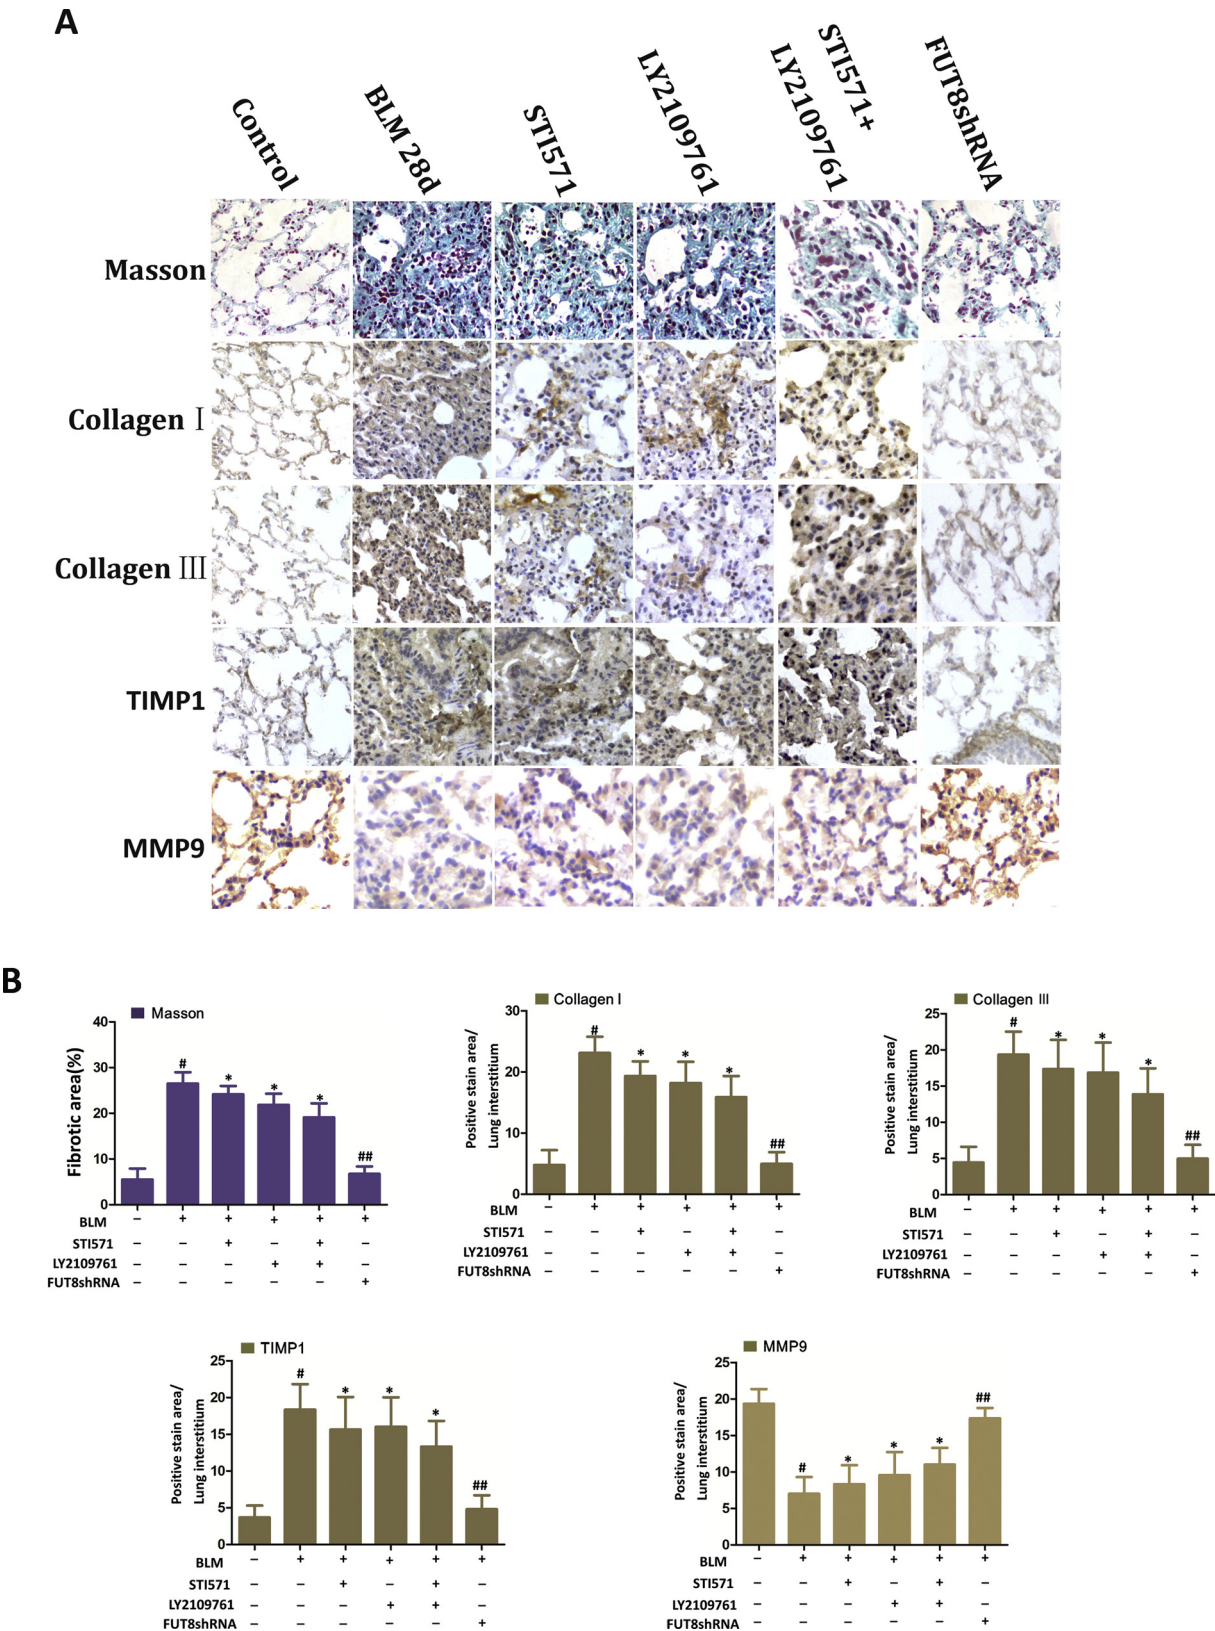 A
Control
BLM 28d
STI571
LY2109761
STI571+
LY2109761
FUT8shRNA
Masson
Collagen Ⅰ
Collagen Ⅲ
TIMP1
MMP9
B
Masson
Fibrotic area(%)
40
30
20
10
0
# * * * ##
BLM – + + + + +
STI571 – – + – + –
LY2109761 – – – + + –
FUT8shRNA – – – – – +
Collagen Ⅰ
Positive stain area/
Lung interstitium
30
20
10
0
# * * * ##
BLM – + + + + +
STI571 – – + – + –
LY2109761 – – – + + –
FUT8shRNA – – – – – +
Collagen Ⅲ
Positive stain area/
Lung interstitium
25
20
15
10
5
0
# * * * ##
BLM – + + + + +
STI571 – – + – + –
LY2109761 – – – + + –
FUT8shRNA – – – – – +
TIMP1
Positive stain area/
Lung interstitium
25
20
15
10
5
0
# * * * ##
BLM – + + + + +
STI571 – – + – + –
LY2109761 – – – + + –
FUT8shRNA – – – – – +
MMP9
Positive stain area/
Lung interstitium
25
20
15
10
5
0
# * * * ##
BLM – + + + + +
STI571 – – + – + –
LY2109761 – – – + + –
FUT8shRNA – – – – – +